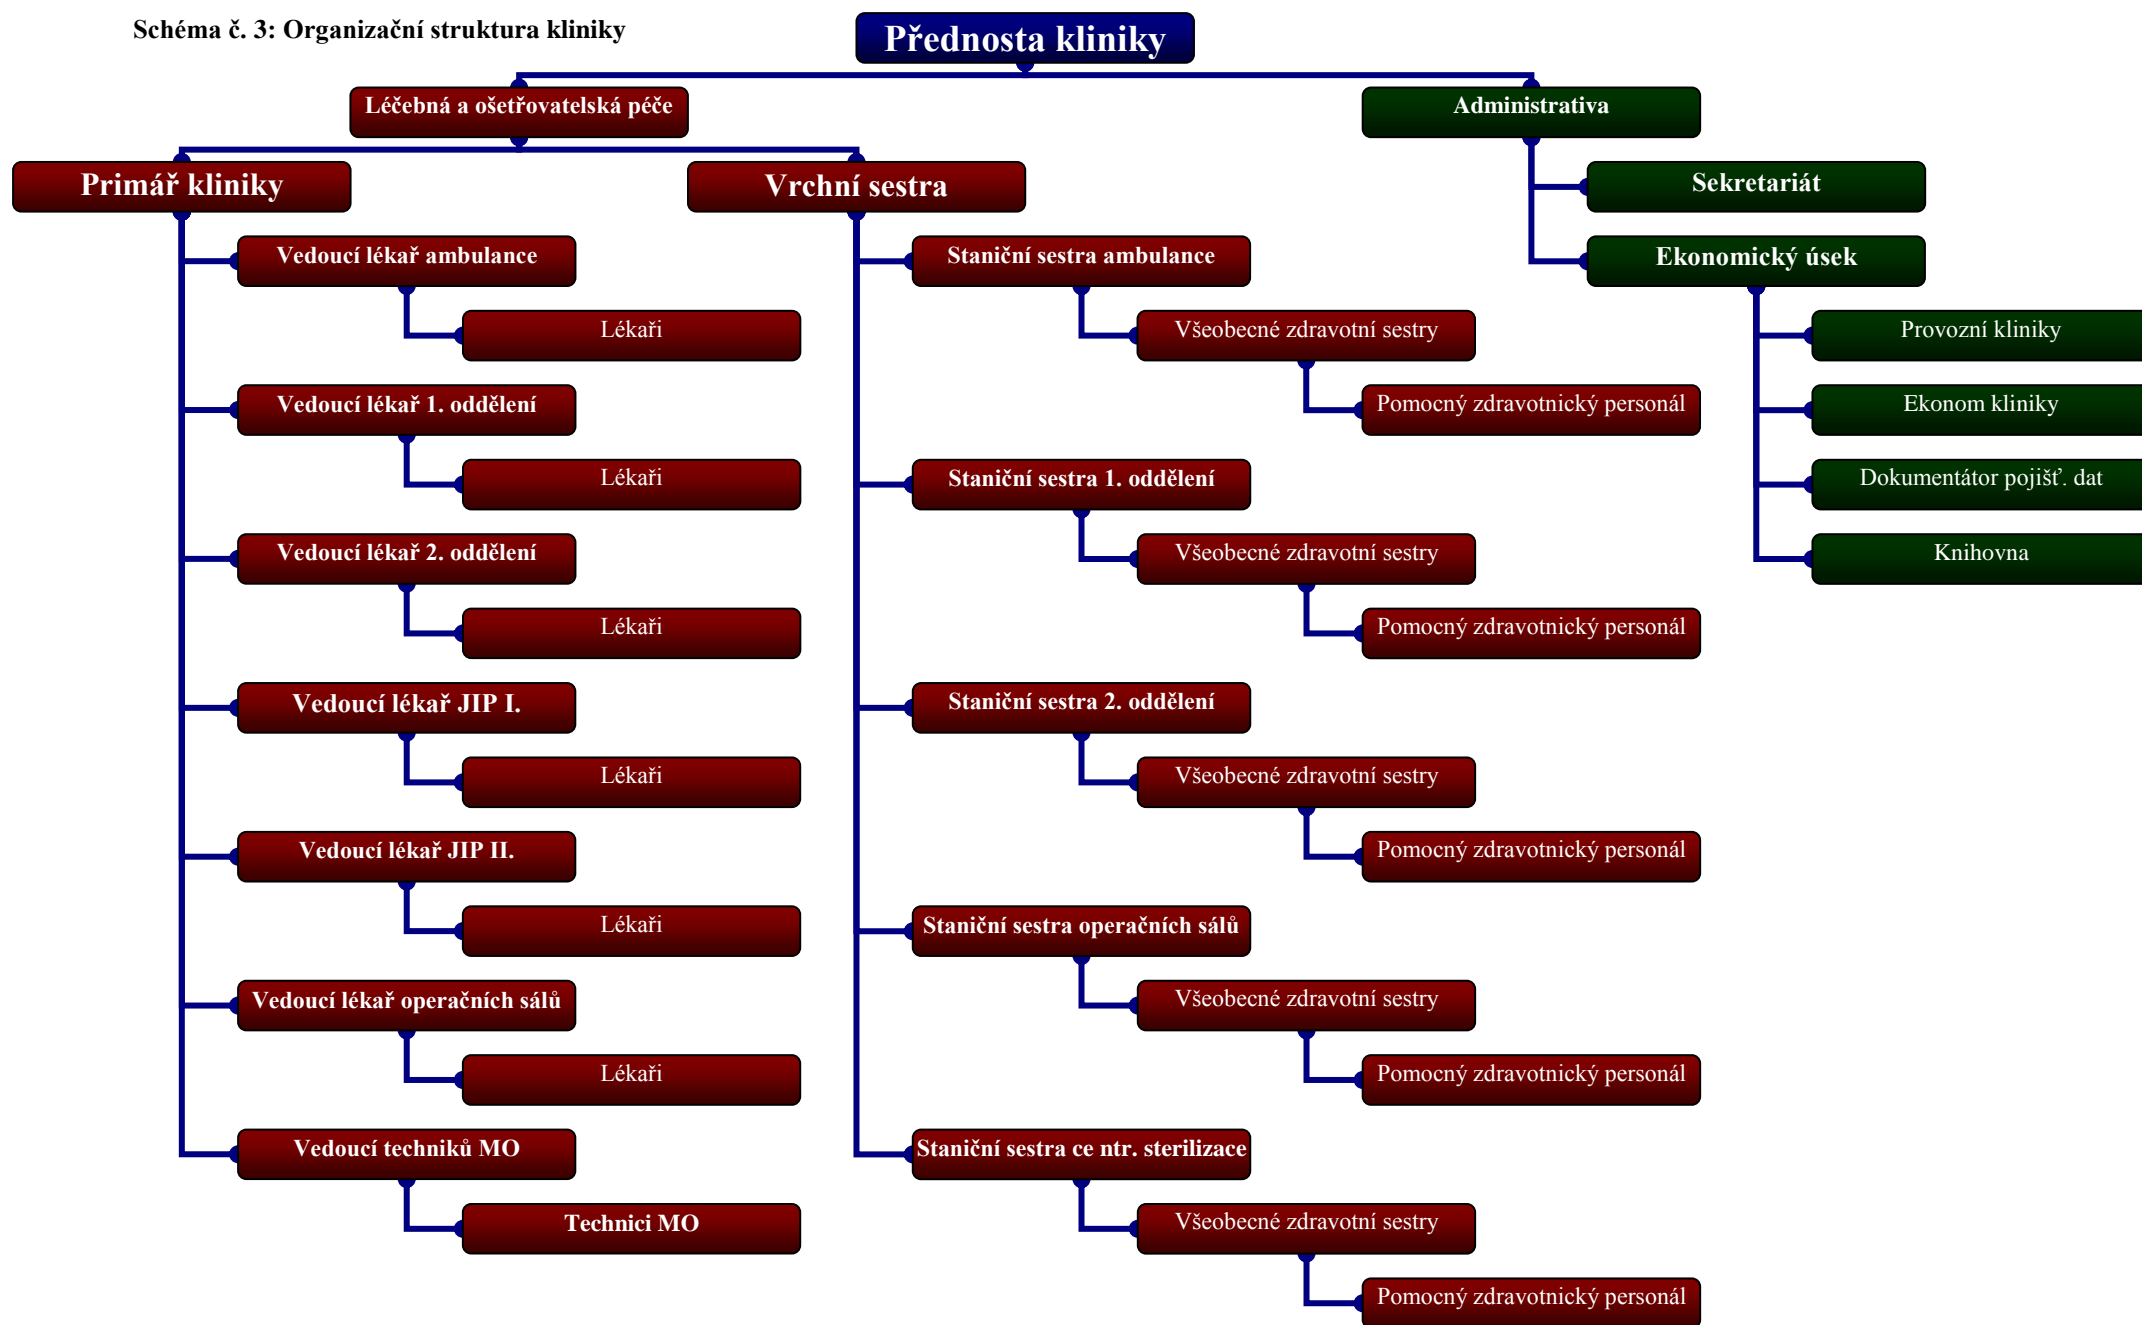 Schéma č. 3: Organizační struktura kliniky
Přednosta kliniky
Léčebná a ošetřovatelská péče
Administrativa
Primář kliniky
Vrchní sestra
Sekretariát
Vedoucí lékař ambulance
Staniční sestra ambulance
Ekonomický úsek
Lékaři
Všeobecné zdravotní sestry
Provozní kliniky
Vedoucí lékař 1. oddělení
Pomocný zdravotnický personál
Ekonom kliniky
Lékaři
Staniční sestra 1. oddělení
Dokumentátor pojišť. dat
Vedoucí lékař 2. oddělení
Všeobecné zdravotní sestry
Knihovna
Lékaři
Pomocný zdravotnický personál
Vedoucí lékař JIP I.
Staniční sestra 2. oddělení
Lékaři
Všeobecné zdravotní sestry
Vedoucí lékař JIP II.
Pomocný zdravotnický personál
Lékaři
Staniční sestra operačních sálů
Vedoucí lékař operačních sálů
Všeobecné zdravotní sestry
Lékaři
Pomocný zdravotnický personál
Vedoucí techniků MO
Staniční sestra ce ntr. sterilizace
Technici MO
Všeobecné zdravotní sestry
Pomocný zdravotnický personál